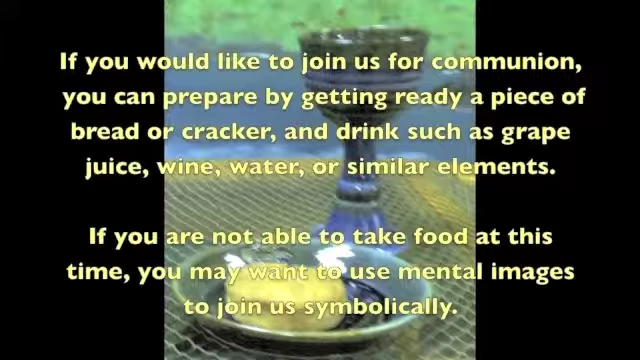 If you would like to join us for communion,
you can prepare by getting ready a piece of
bread or cracker, and drink such as grape
juice, wine, water, or similar elements.
If you are not able to take food at this
time, you may want to use mental images
to join us symbolically.